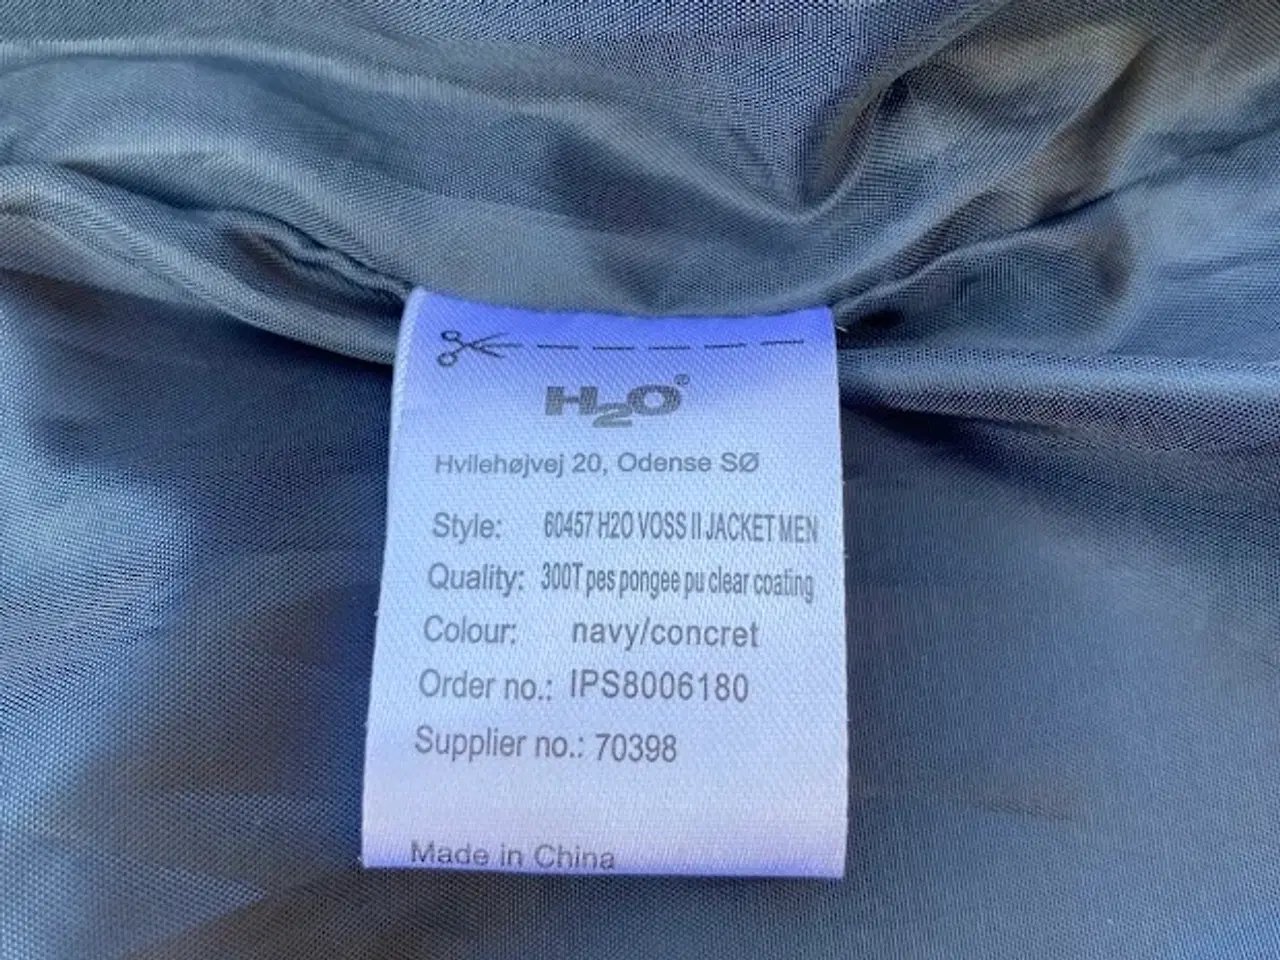 H2O®
Hvilehøjvej 20, Odense SØ
Style: 60457 H2O VOSS II JACKET MEN
Quality: 300T pes pongee pu clear coating
Colour: navy/concret
Order no.: IPS8006180
Supplier no.: 70398
Made in China